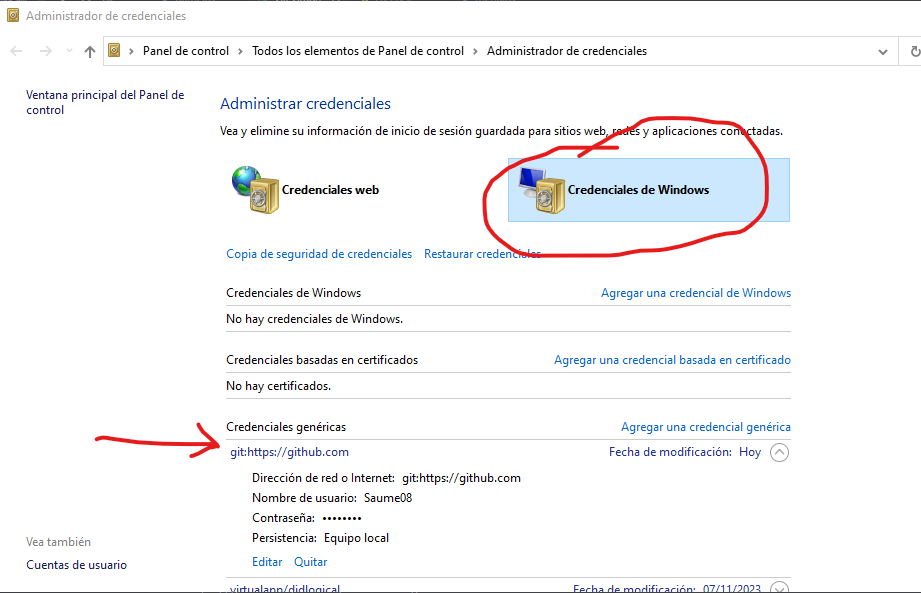 Administrador de credenciales
Panel de control > Todos los elementos de Panel de control > Administrador de credenciales
Ventana principal del Panel de
control
Administrar credenciales
Vea y elimine su información de inicio de sesión guardada para sitios web, redes y aplicaciones conectadas.
Credenciales web
Credenciales de Windows
Copia de seguridad de credenciales Restaurar credenciales
Credenciales de Windows Agregar una credencial de Windows
No hay credenciales de Windows.
Credenciales basadas en certificados Agregar una credencial basada en certificado
No hay certificados.
Credenciales genéricas Agregar una credencial genérica
git:https://github.com Fecha de modificación: Hoy
Dirección de red o Internet: git:https://github.com
Nombre de usuario: Saume08
Contraseña: ••••••••
Persistencia: Equipo local
Editar Quitar
Vea también
Cuentas de usuario
virtualapp/didlogical Fecha de modificación: 07/11/2023